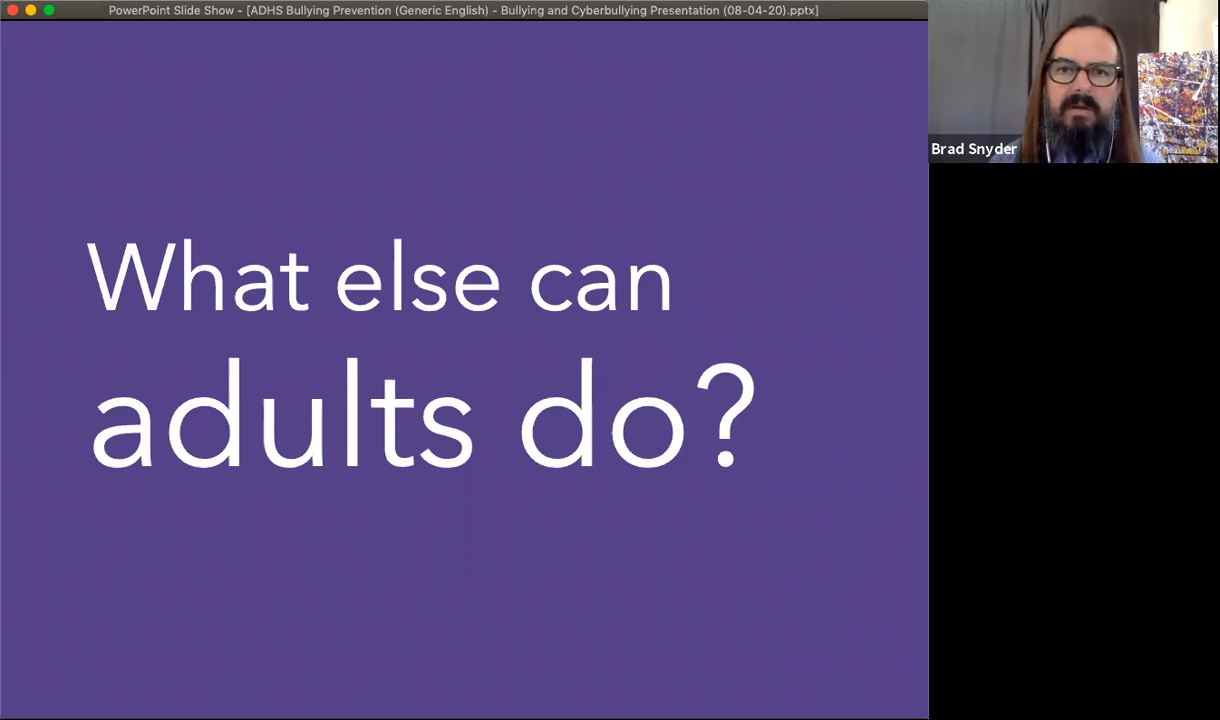 PowerPoint Slide Show - [ADHS Bullying Prevention (Generic English) - Bullying and Cyberbullying Presentation (08-04-20).pptx]
What else can
adults do?
Brad Snyder